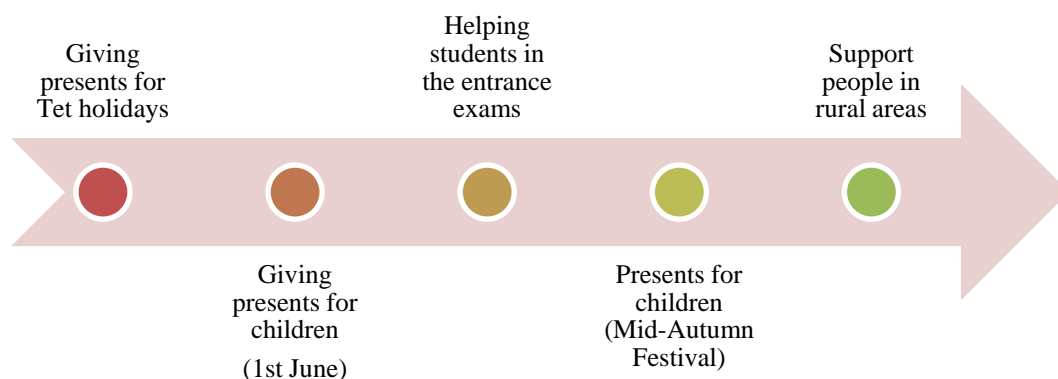 Giving
presents for
Tet holidays
Giving
presents for
children
(1st June)
Helping
students in
the entrance
exams
Presents for
children
(Mid-Autumn
Festival)
Support
people in
rural areas